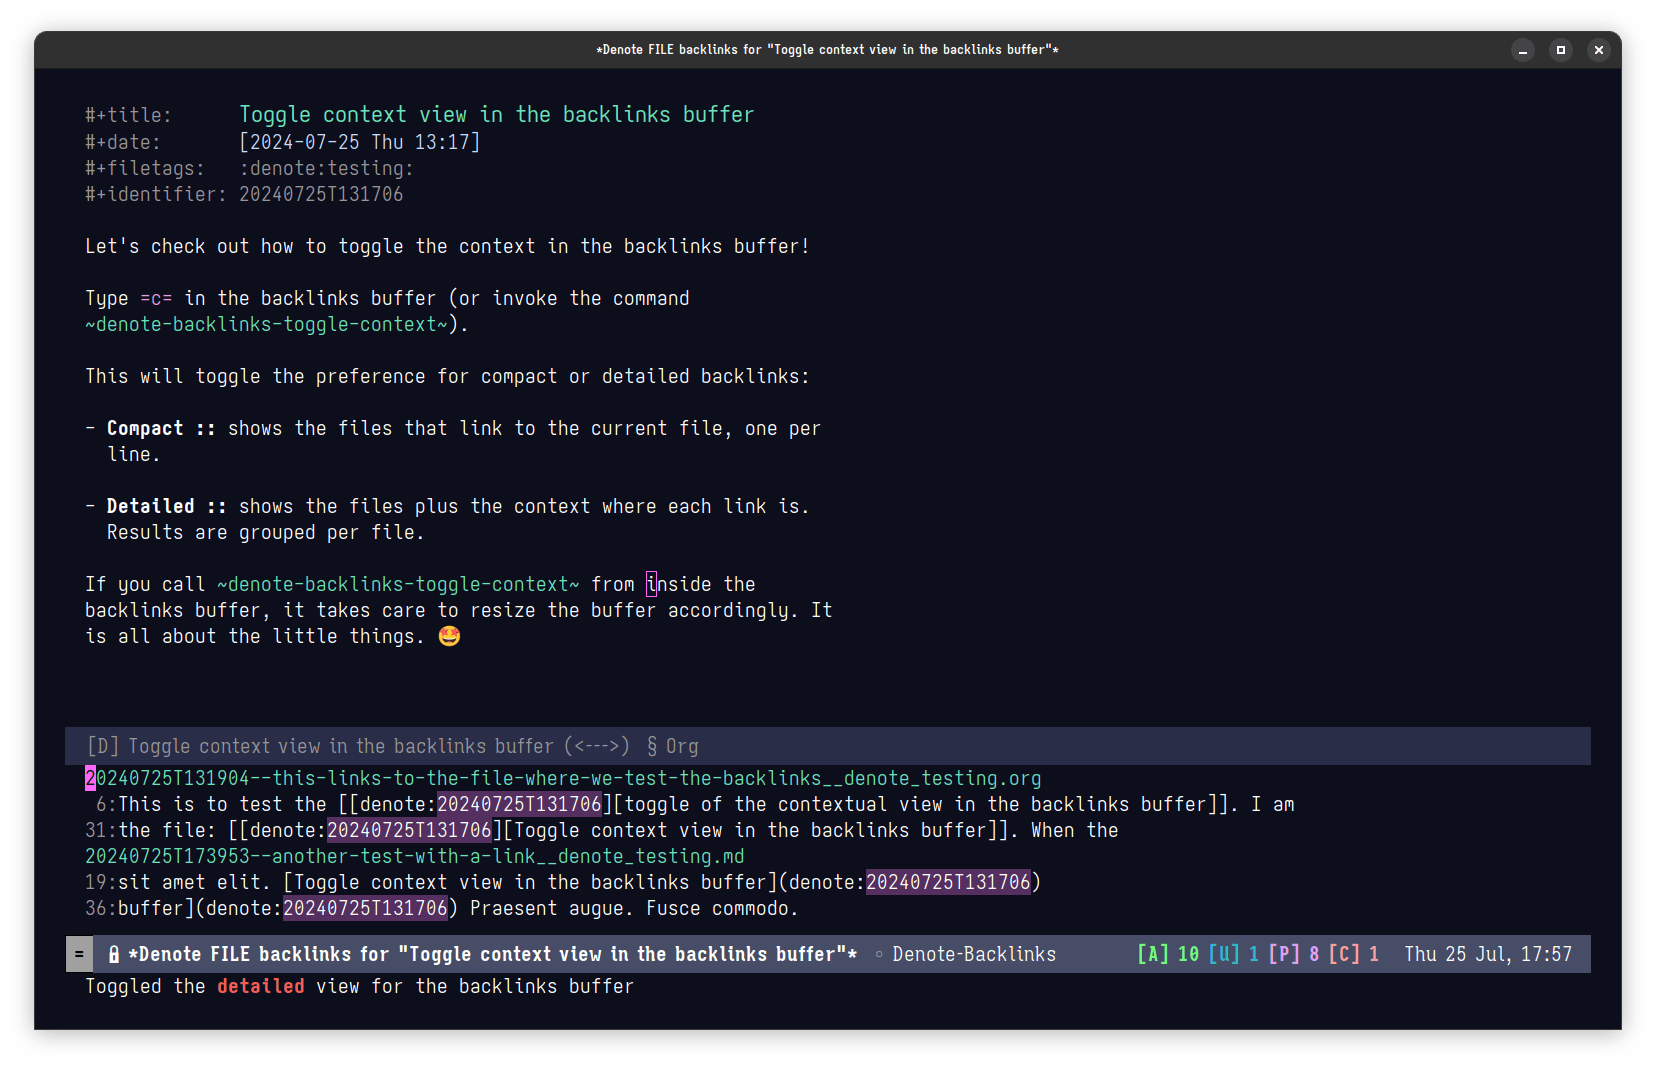 *Denote FILE backlinks for "Toggle context view in the backlinks buffer"*
#+title:      Toggle context view in the backlinks buffer
#+date:       [2024-07-25 Thu 13:17]
#+filetags:   :denote:testing:
#+identifier: 20240725T131706
Let's check out how to toggle the context in the backlinks buffer!
Type =c= in the backlinks buffer (or invoke the command
~denote-backlinks-toggle-context~).
This will toggle the preference for compact or detailed backlinks:
- Compact :: shows the files that link to the current file, one per
  line.
- Detailed :: shows the files plus the context where each link is.
  Results are grouped per file.
If you call ~denote-backlinks-toggle-context~ from inside the
backlinks buffer, it takes care to resize the buffer accordingly. It
is all about the little things. 🤩
[D] Toggle context view in the backlinks buffer (<--->) § Org
20240725T131904--this-links-to-the-file-where-we-test-the-backlinks__denote_testing.org
 6:This is to test the [[denote:20240725T131706][toggle of the contextual view in the backlinks buffer]]. I am
31:the file: [[denote:20240725T131706][Toggle context view in the backlinks buffer]]. When the
20240725T173953--another-test-with-a-link__denote_testing.md
19:sit amet elit. [Toggle context view in the backlinks buffer](denote:20240725T131706)
36:buffer](denote:20240725T131706) Praesent augue. Fusce commodo.
= *Denote FILE backlinks for "Toggle context view in the backlinks buffer"* ◦ Denote-Backlinks [A] 10 [U] 1 [P] 8 [C] 1 Thu 25 Jul, 17:57
Toggled the detailed view for the backlinks buffer